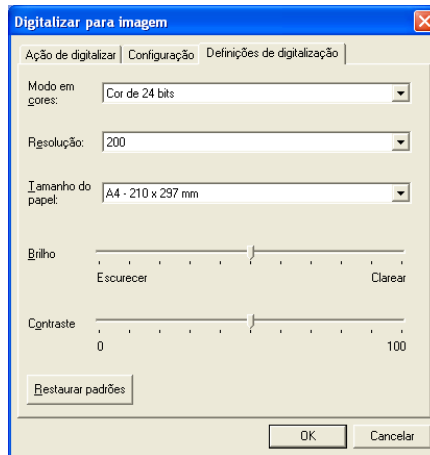 Digitalizar para imagem
Ação de digitalizar Configuração Definições de digitalização
Modo em cores: Cor de 24 bits
Resolução: 200
Tamanho do papel: A4 - 210 x 297 mm
Brilho
Escurecer Clarear
Contraste
0 100
Restaurar padrões
OK Cancelar